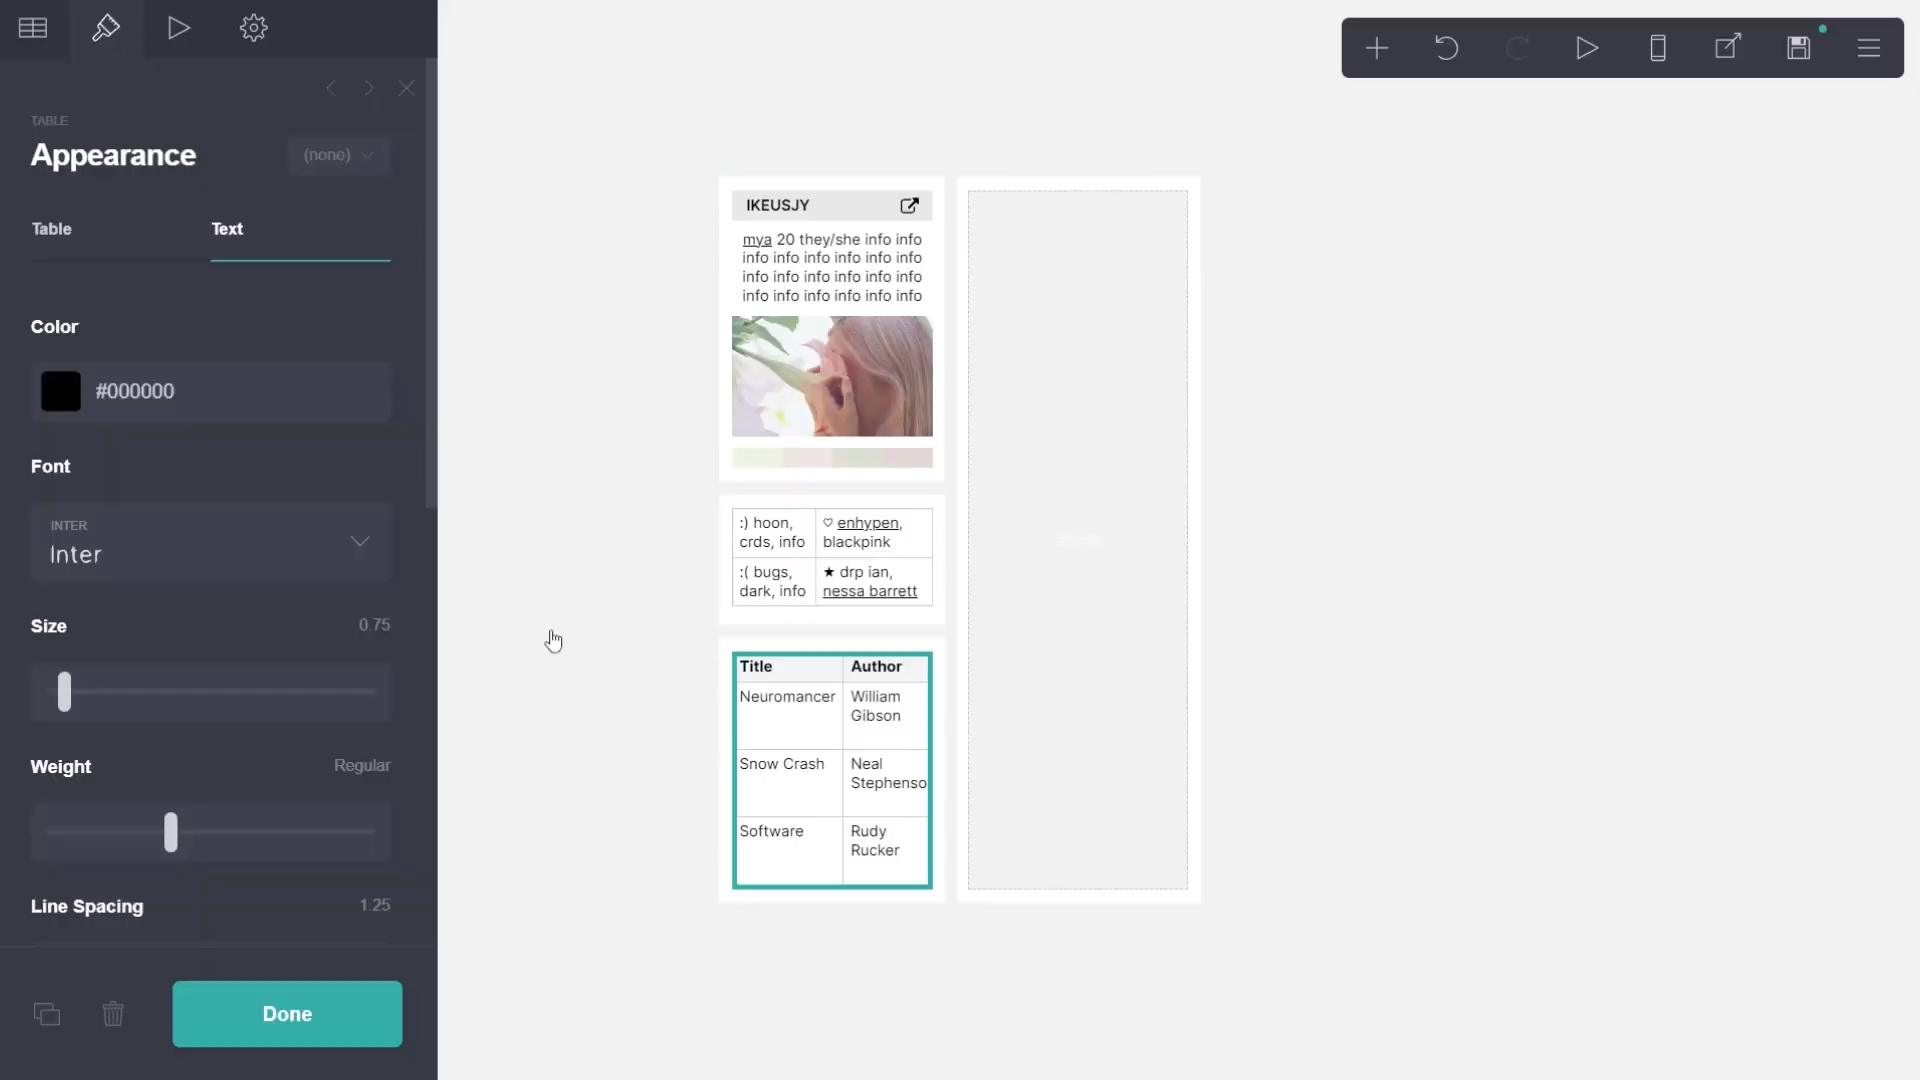 TABLE
Appearance
(none)
Table
Text
Color
#000000
Font
INTER
Inter
Size
0.75
Weight
Regular
Line Spacing
1.25
Done
IKEUSJY
mya 20 they/she info info
info info info info info info
info info info info info info
info info info info info info
:) hoon,
crds, info
♡ enhypen,
blackpink
:( bugs,
dark, info
★ drp ian,
nessa barrett
Title
Author
Neuromancer
William
Gibson
Snow Crash
Neal
Stephenso
Software
Rudy
Rucker